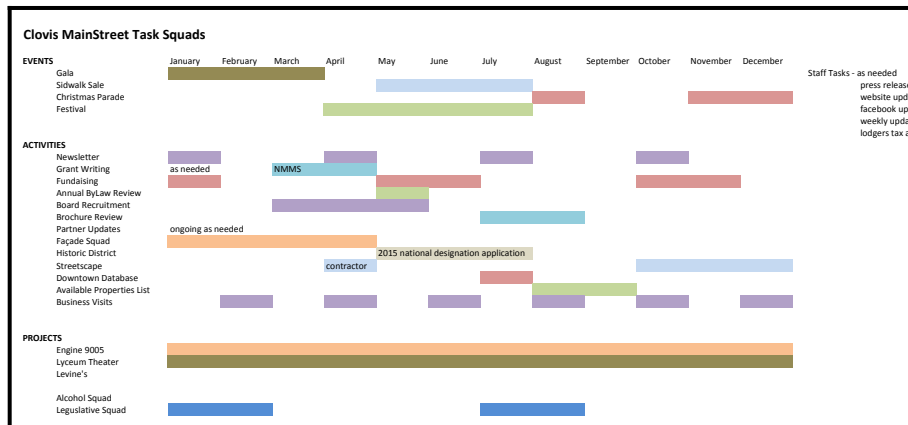 Clovis MainStreet Task Squads
EVENTS January February March April May June July August September October November December
Gala Staff Tasks - as needed
Sidwalk Sale press release
Christmas Parade website upd
Festival facebook up
weekly upda
lodgers tax a
ACTIVITIES
Newsletter
Grant Writing as needed NMMS
Fundaising
Annual ByLaw Review
Board Recruitment
Brochure Review
Partner Updates ongoing as needed
Façade Squad
Historic District 2015 national designation application
Streetscape contractor
Downtown Database
Available Properties List
Business Visits
PROJECTS
Engine 9005
Lyceum Theater
Levine's
Alcohol Squad
Leguslative Squad